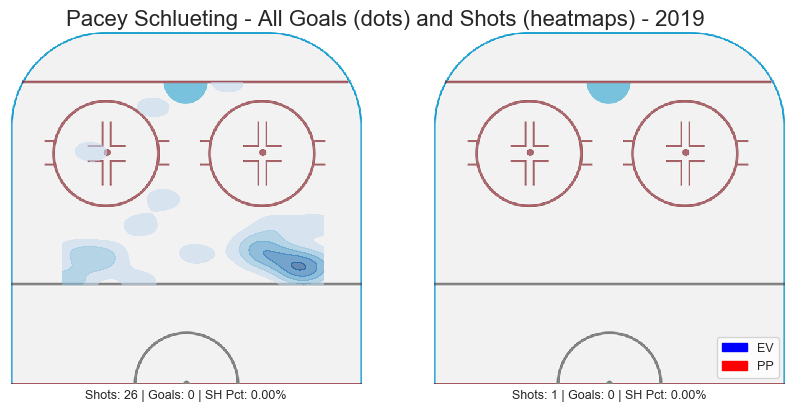 Pacey Schlueting - All Goals (dots) and Shots (heatmaps) - 2019
EV
PP
Shots: 26 | Goals: 0 | SH Pct: 0.00%
Shots: 1 | Goals: 0 | SH Pct: 0.00%